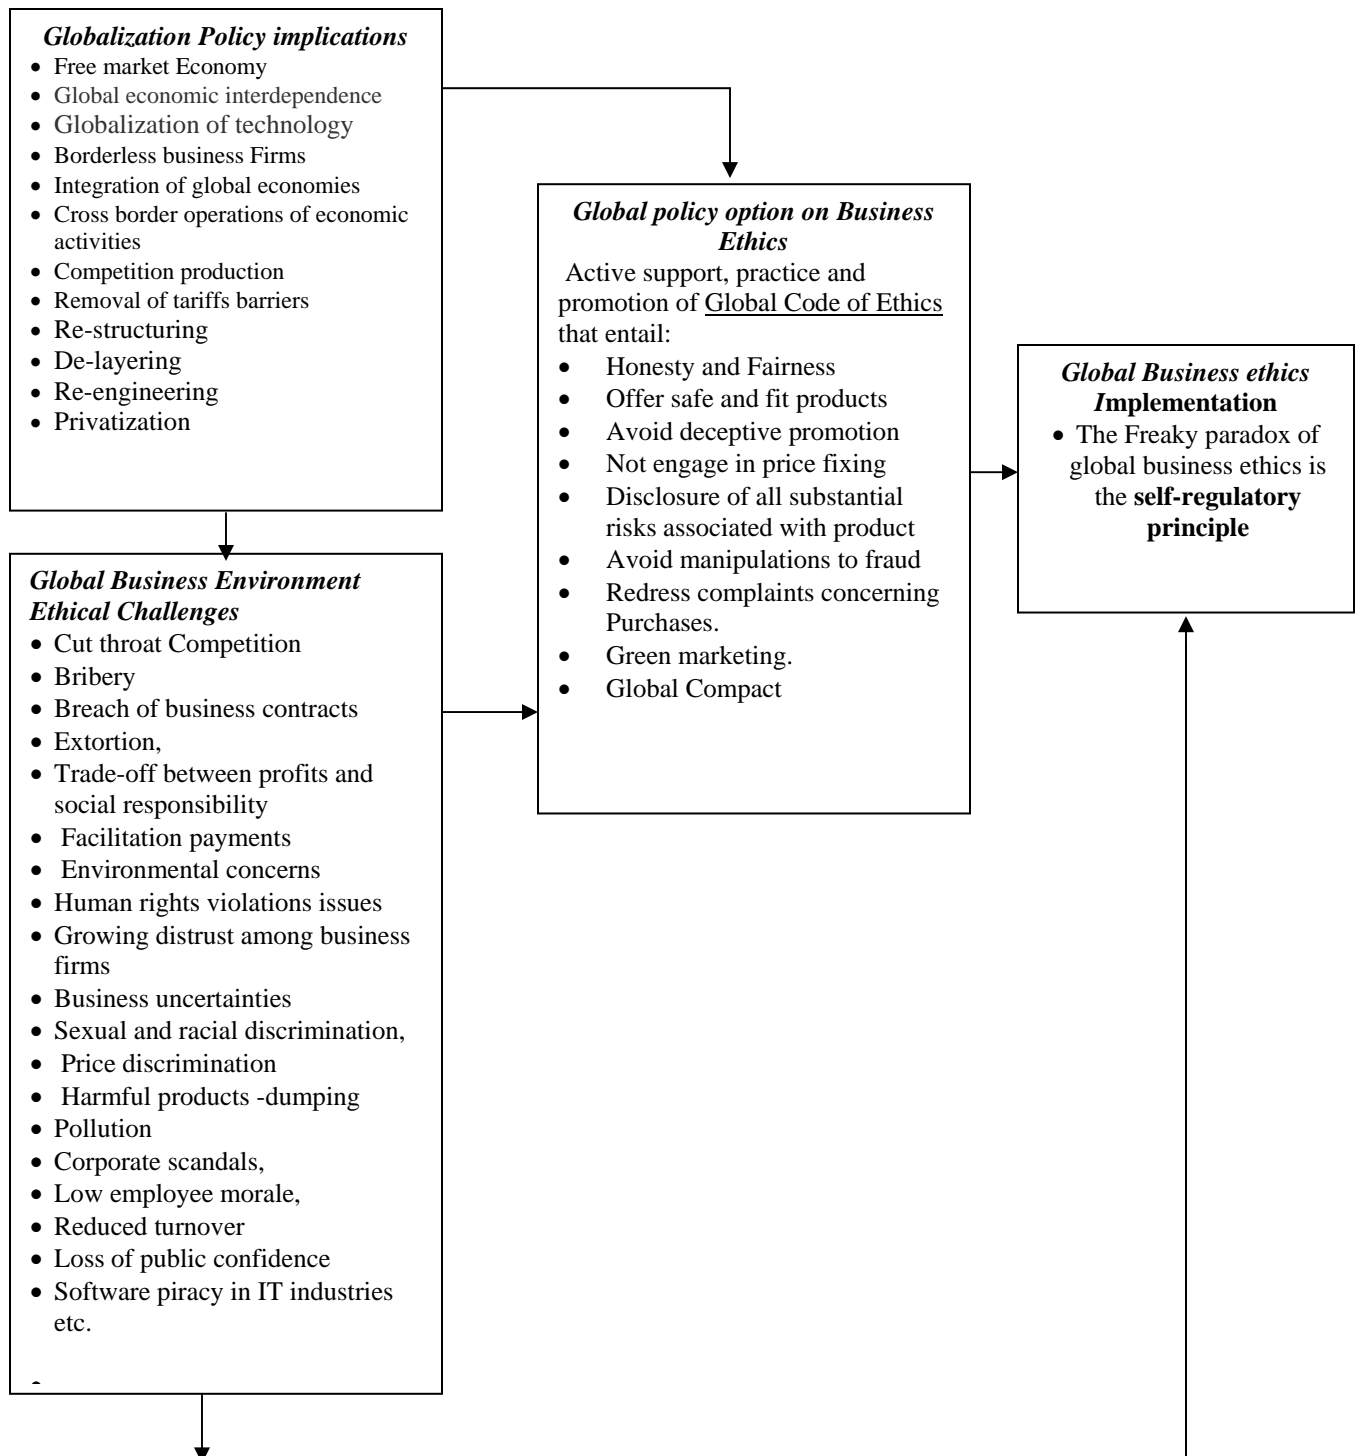 Globalization Policy implications
• Free market Economy
• Global economic interdependence
• Globalization of technology
• Borderless business Firms
• Integration of global economies
• Cross border operations of economic
activities
• Competition production
• Removal of tariffs barriers
• Re-structuring
• De-layering
• Re-engineering
• Privatization
Global Business Environment
Ethical Challenges
• Cut throat Competition
• Bribery
• Breach of business contracts
• Extortion,
• Trade-off between profits and
social responsibility
• Facilitation payments
• Environmental concerns
• Human rights violations issues
• Growing distrust among business
firms
• Business uncertainties
• Sexual and racial discrimination,
• Price discrimination
• Harmful products -dumping
• Pollution
• Corporate scandals,
• Low employee morale,
• Reduced turnover
• Loss of public confidence
• Software piracy in IT industries
etc.
•
Global policy option on Business
Ethics
Active support, practice and
promotion of Global Code of Ethics
that entail:
• Honesty and Fairness
• Offer safe and fit products
• Avoid deceptive promotion
• Not engage in price fixing
• Disclosure of all substantial
risks associated with product
• Avoid manipulations to fraud
• Redress complaints concerning
Purchases.
• Green marketing.
• Global Compact
Global Business ethics
Implementation
• The Freaky paradox of
global business ethics is
the self-regulatory
principle